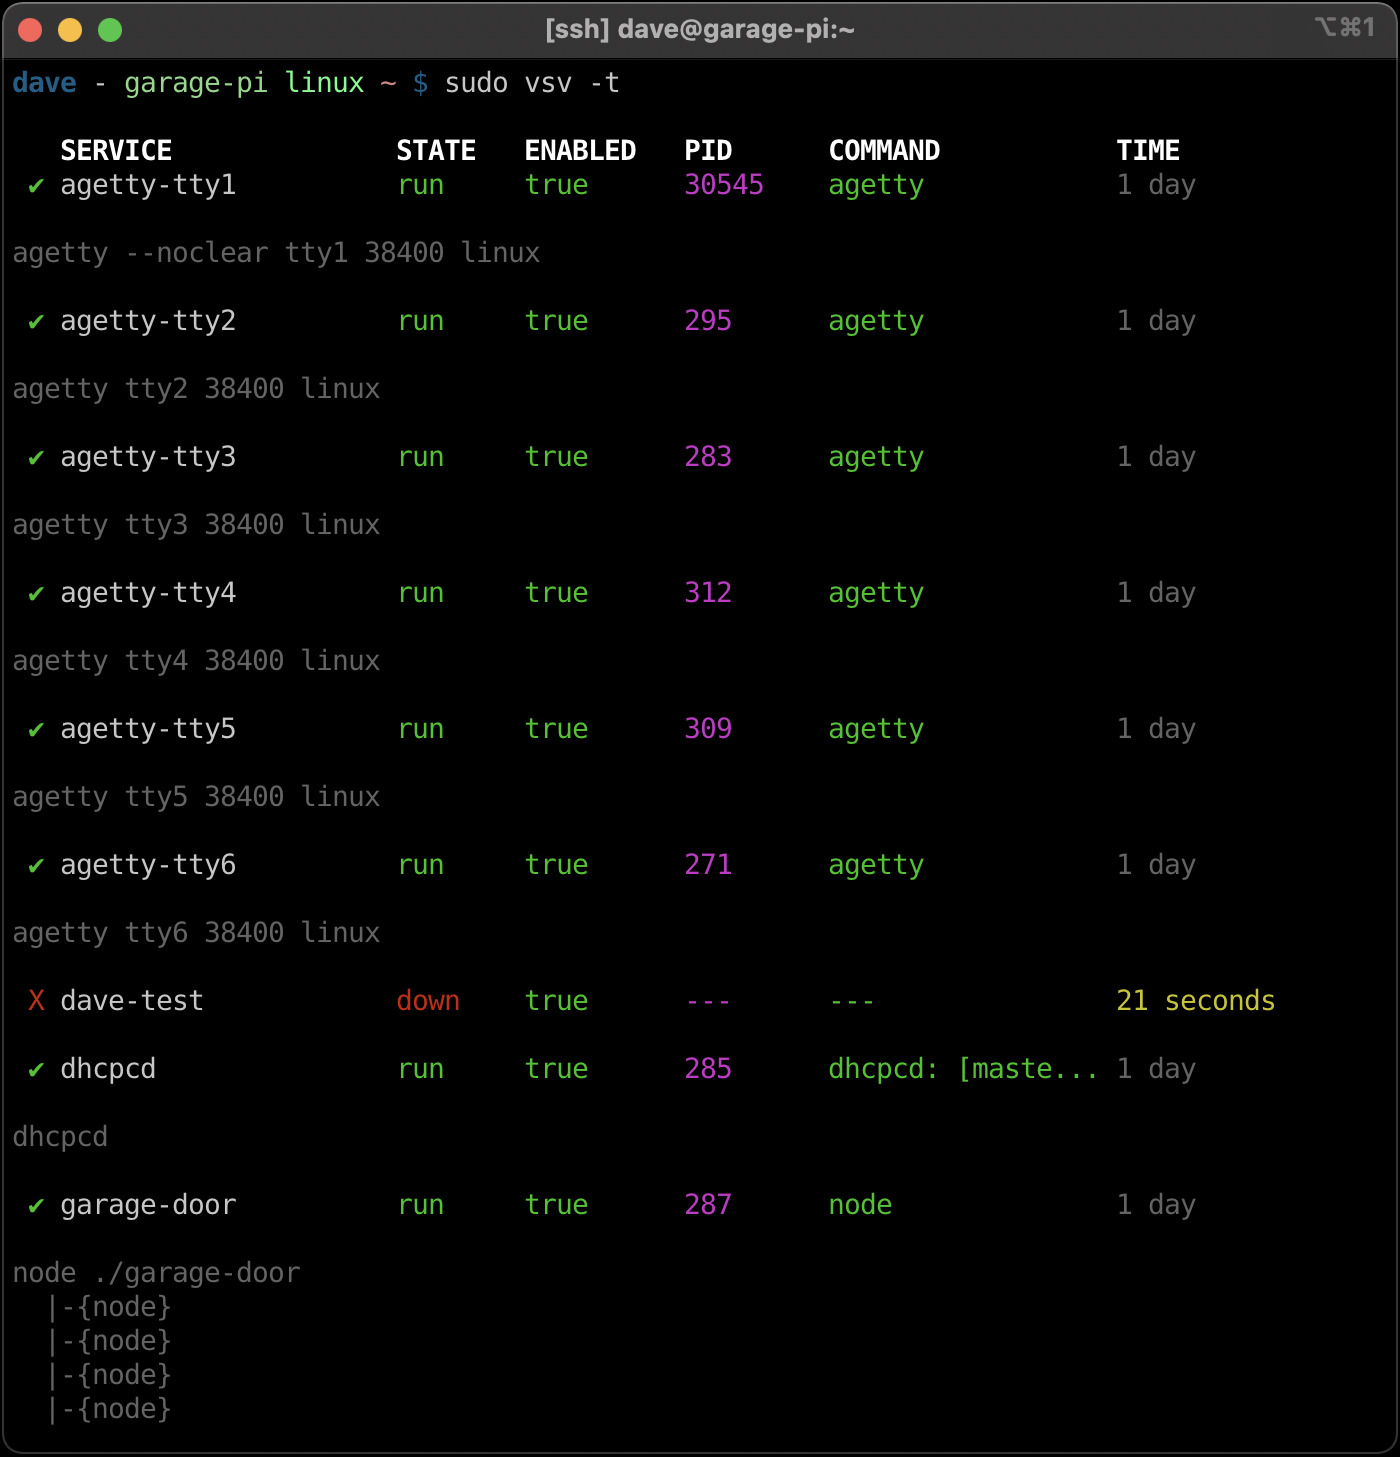 [ssh] dave@garage-pi:~ ⌥⌘1
dave - garage-pi linux ~ $ sudo vsv -t
SERVICE STATE ENABLED PID COMMAND TIME
✔ agetty-tty1 run true 30545 agetty 1 day
agetty --noclear tty1 38400 linux
✔ agetty-tty2 run true 295 agetty 1 day
agetty tty2 38400 linux
✔ agetty-tty3 run true 283 agetty 1 day
agetty tty3 38400 linux
✔ agetty-tty4 run true 312 agetty 1 day
agetty tty4 38400 linux
✔ agetty-tty5 run true 309 agetty 1 day
agetty tty5 38400 linux
✔ agetty-tty6 run true 271 agetty 1 day
agetty tty6 38400 linux
X dave-test down true --- --- 21 seconds
✔ dhcpcd run true 285 dhcpcd: [maste... 1 day
dhcpcd
✔ garage-door run true 287 node 1 day
node ./garage-door
|-{node}
|-{node}
|-{node}
|-{node}